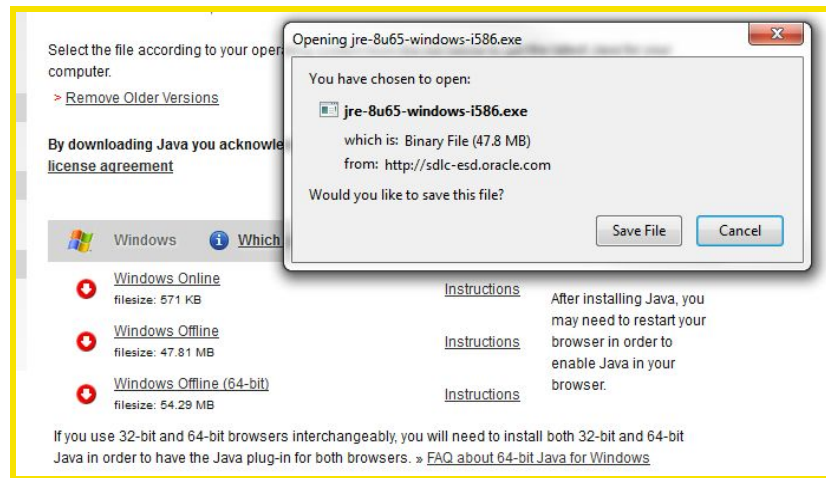 Opening jre-8u65-windows-i586.exe
Select the file according to your oper
computer.
> Remove Older Versions
You have chosen to open:
jre-8u65-windows-i586.exe
which is: Binary File (47.8 MB)
from: http://sdlc-esd.oracle.com
Would you like to save this file?
Save File Cancel
By downloading Java you acknowle
license agreement
Windows Which
Windows Online
filesize: 571 KB
Instructions
Windows Offline
filesize: 47.81 MB
Instructions
Windows Offline (64-bit)
filesize: 54.29 MB
Instructions
After installing Java, you
may need to restart your
browser in order to
enable Java in your
browser.
If you use 32-bit and 64-bit browsers interchangeably, you will need to install both 32-bit and 64-bit
Java in order to have the Java plug-in for both browsers. » FAQ about 64-bit Java for Windows